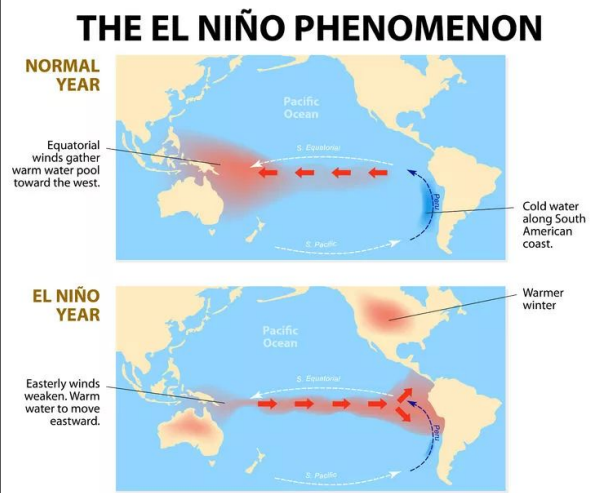 THE EL NIÑO PHENOMENON
NORMAL
YEAR
Pacific
Ocean
Equatorial
winds gather
warm water pool
toward the west.
S. Equatorial
Peru
Cold water
along South
American
coast.
S. Pacific
EL NIÑO
YEAR
Warmer
winter
Pacific
Ocean
Easterly winds
weaken. Warm
water to move
eastward.
S. Equatorial
Peru
S. Pacific